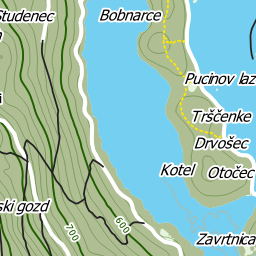 Studenec
Bobnarce
Pucinov laz
Trščenke
Drvošec
Kotel
Otočec
ski gozd
700
600
Zavrtnica